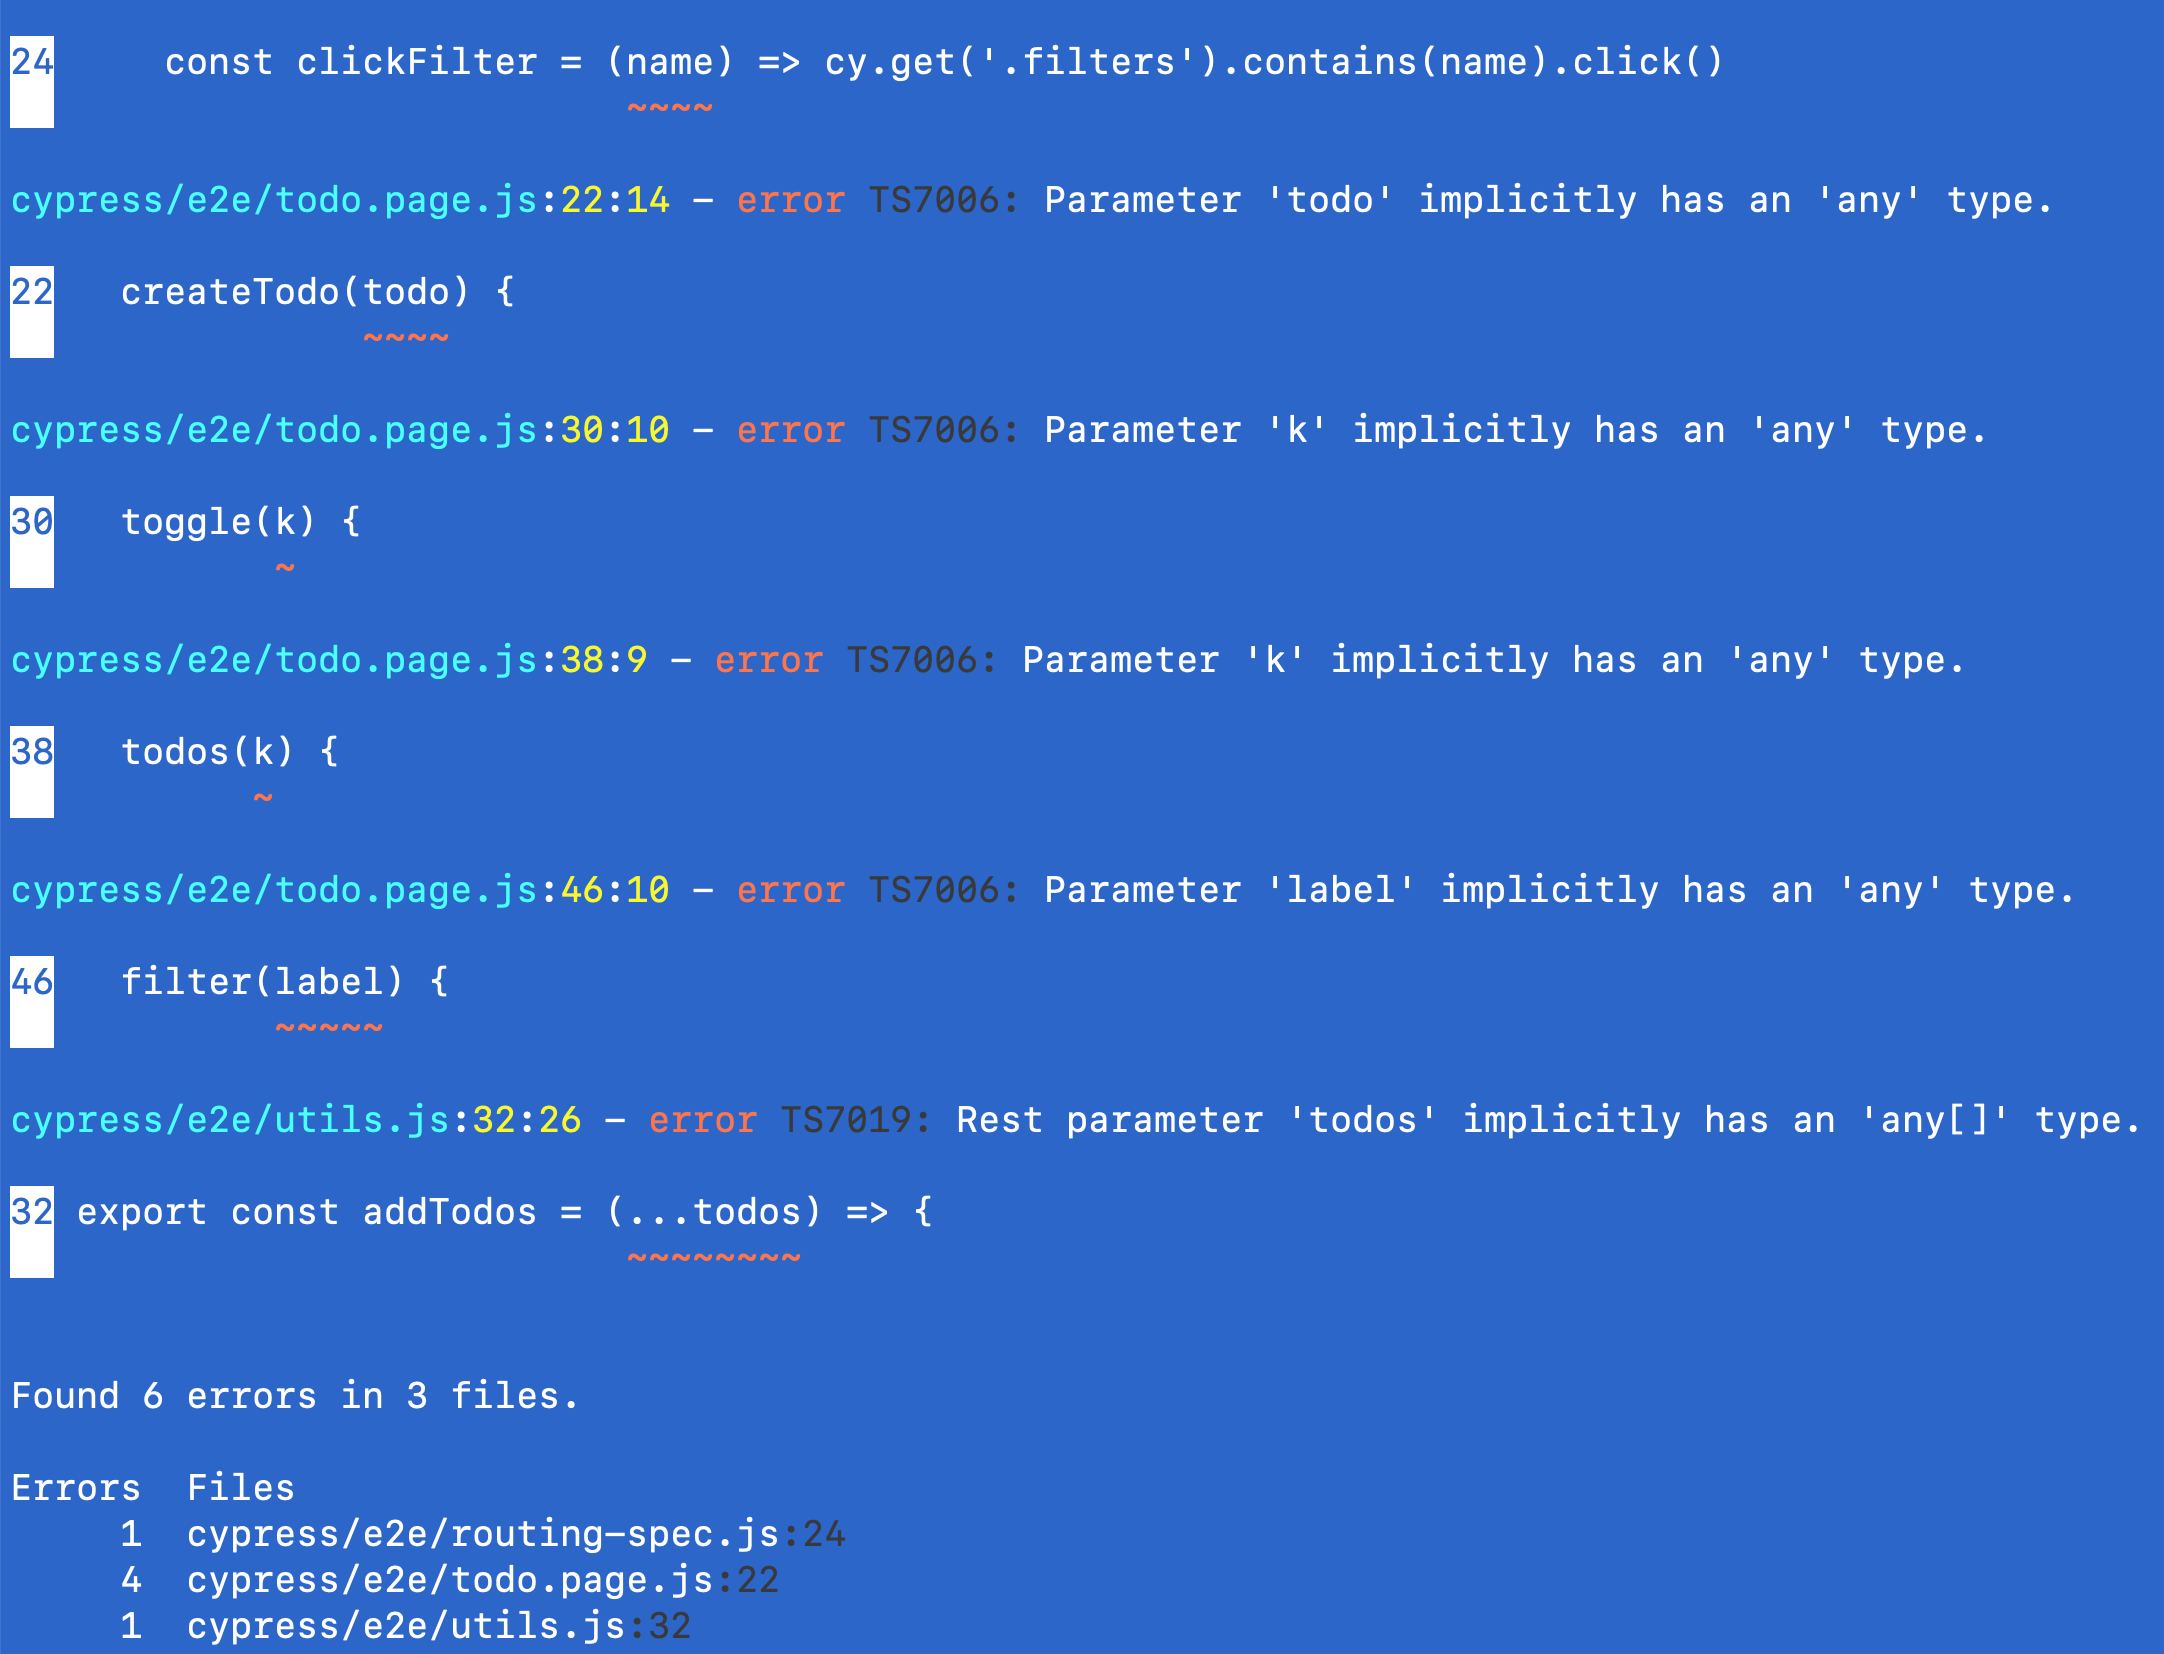 24     const clickFilter = (name) => cy.get('.filters').contains(name).click()
~~~~
cypress/e2e/todo.page.js:22:14 - error TS7006: Parameter 'todo' implicitly has an 'any' type.
22   createTodo(todo) {
~~~~
cypress/e2e/todo.page.js:30:10 - error TS7006: Parameter 'k' implicitly has an 'any' type.
30   toggle(k) {
~
cypress/e2e/todo.page.js:38:9 - error TS7006: Parameter 'k' implicitly has an 'any' type.
38   todos(k) {
~
cypress/e2e/todo.page.js:46:10 - error TS7006: Parameter 'label' implicitly has an 'any' type.
46   filter(label) {
~~~~~
cypress/e2e/utils.js:32:26 - error TS7019: Rest parameter 'todos' implicitly has an 'any[]' type.
32 export const addTodos = (...todos) => {
~~~~~~~~
Found 6 errors in 3 files.
Errors  Files
1  cypress/e2e/routing-spec.js:24
4  cypress/e2e/todo.page.js:22
1  cypress/e2e/utils.js:32